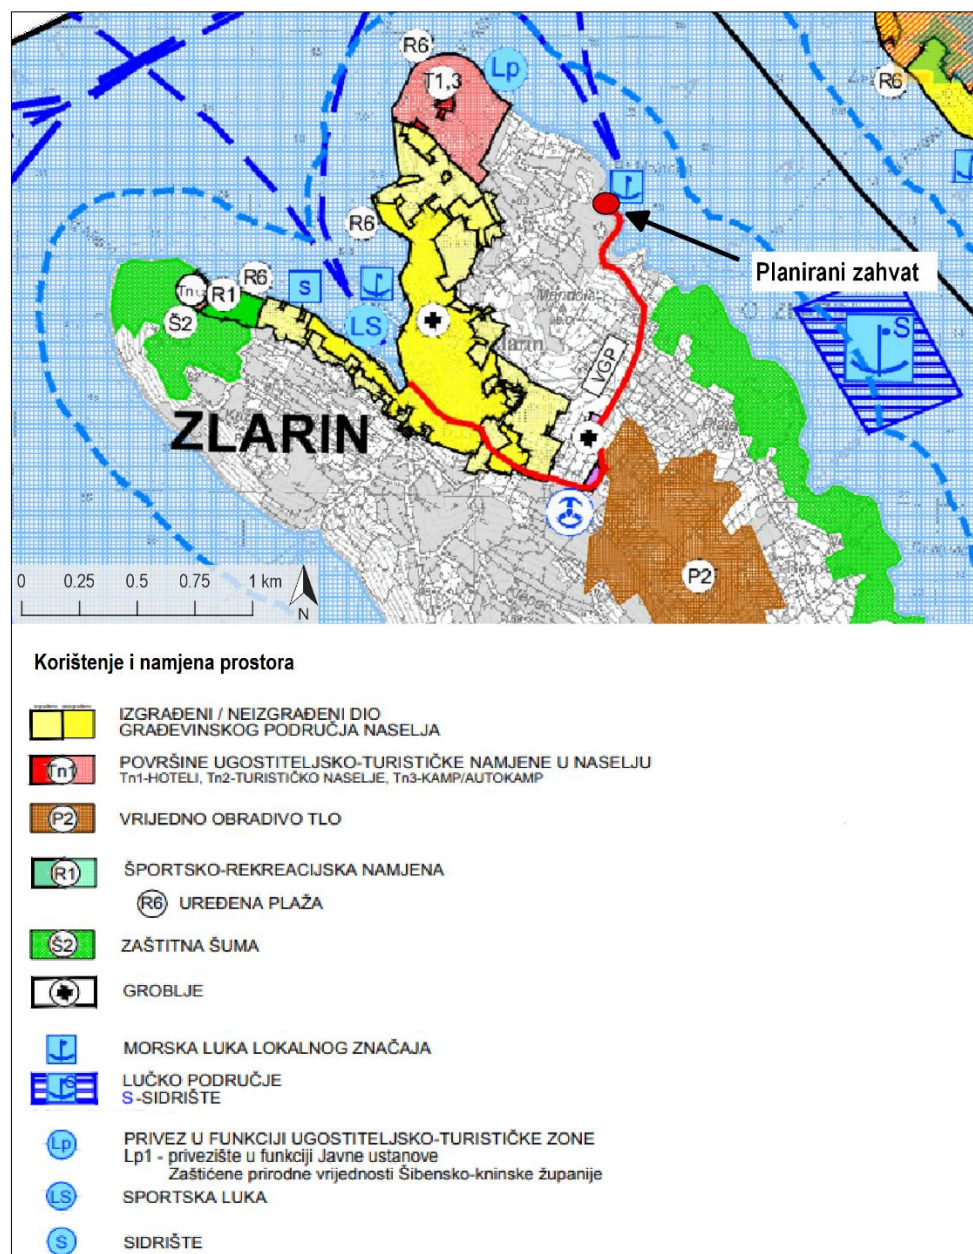 R6
Lp
T1,3
R6
R6
Planirani zahvat
R6
S
R1
Š2
LS
S
VGP
ZLARIN
P2
0 0.25 0.5 0.75 1 km
N
Korištenje i namjena prostora
IZGRAĐENI / NEIZGRAĐENI DIO
GRAĐEVINSKOG PODRUČJA NASELJA
Tn1
POVRŠINE UGOSTITELJSKO-TURISTIČKE NAMJENE U NASELJU
Tn1-HOTELI, Tn2-TURISTIČKO NASELJE, Tn3-KAMP/AUTOKAMP
P2 VRIJEDNO OBRADIVO TLO
R1 ŠPORTSKO-REKREACIJSKA NAMJENA
R6 UREĐENA PLAŽA
Š2 ZAŠTITNA ŠUMA
GROBLJE
MORSKA LUKA LOKALNOG ZNAČAJA
LUČKO PODRUČJE
S
S -SIDRIŠTE
Lp PRIVEZ U FUNKCIJI UGOSTITELJSKO-TURISTIČKE ZONE
Lp1 - privezište u funkciji Javne ustanove
Zaštićene prirodne vrijednosti Šibensko-kninske županije
LS SPORTSKA LUKA
S SIDRIŠTE